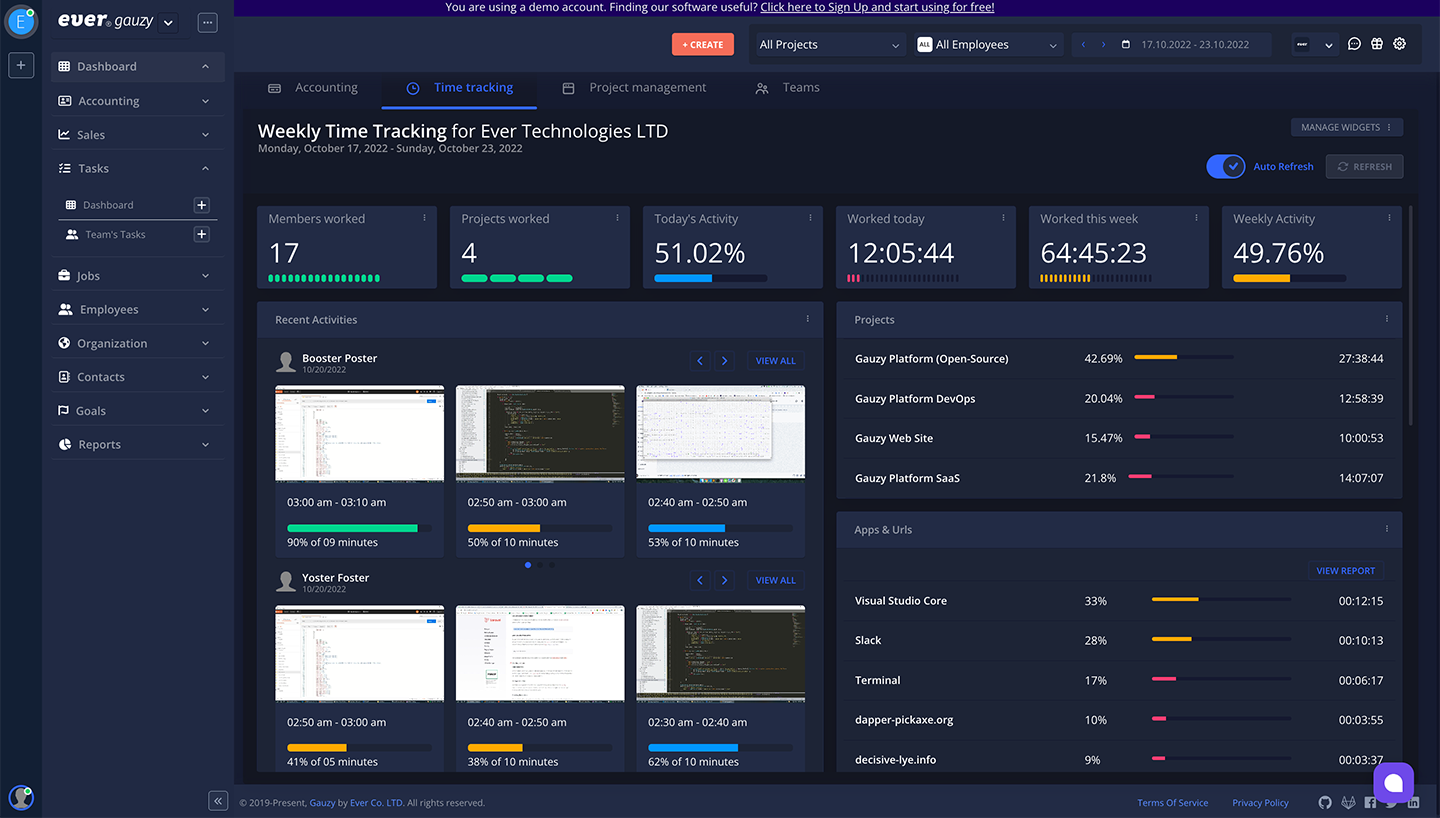 You are using a demo account. Finding our software useful? Click here to Sign Up and start using for free!
E
ever® gauzy
+ CREATE
All Projects
ALL All Employees
17.10.2022 - 23.10.2022
ever
Dashboard
Accounting
Sales
Tasks
Dashboard
Team's Tasks
Jobs
Employees
Organization
Contacts
Goals
Reports
Accounting
Time tracking
Project management
Teams
Weekly Time Tracking for Ever Technologies LTD
Monday, October 17, 2022 - Sunday, October 23, 2022
MANAGE WIDGETS
Auto Refresh
REFRESH
Members worked
17
Projects worked
4
Today's Activity
51.02%
Worked today
12:05:44
Worked this week
64:45:23
Weekly Activity
49.76%
Recent Activities
Booster Poster
10/20/2022
VIEW ALL
03:00 am - 03:10 am
90% of 09 minutes
02:50 am - 03:00 am
50% of 10 minutes
02:40 am - 02:50 am
53% of 10 minutes
Yoster Foster
10/20/2022
VIEW ALL
02:50 am - 03:00 am
41% of 05 minutes
02:40 am - 02:50 am
38% of 10 minutes
02:30 am - 02:40 am
62% of 10 minutes
Projects
Gauzy Platform (Open-Source) 42.69% 27:38:44
Gauzy Platform DevOps 20.04% 12:58:39
Gauzy Web Site 15.47% 10:00:53
Gauzy Platform SaaS 21.8% 14:07:07
Apps & Urls
VIEW REPORT
Visual Studio Core 33% 00:12:15
Slack 28% 00:10:13
Terminal 17% 00:06:17
dapper-pickaxe.org 10% 00:03:55
decisive-lye.info 9% 00:03:37
© 2019-Present, Gauzy by Ever Co. LTD. All rights reserved.
Terms Of Service
Privacy Policy